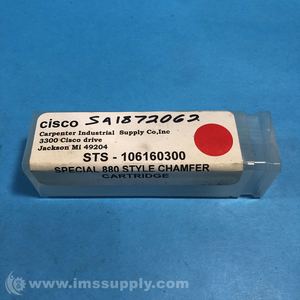 cisco SA1872062
Carpenter Industrial Supply Co,Inc
3300 Cisco drive
Jackson Mi 49204
STS - 106160300
SPECIAL 880 STYLE CHAMFER
CARTRIDGE
© www.imssupply.com